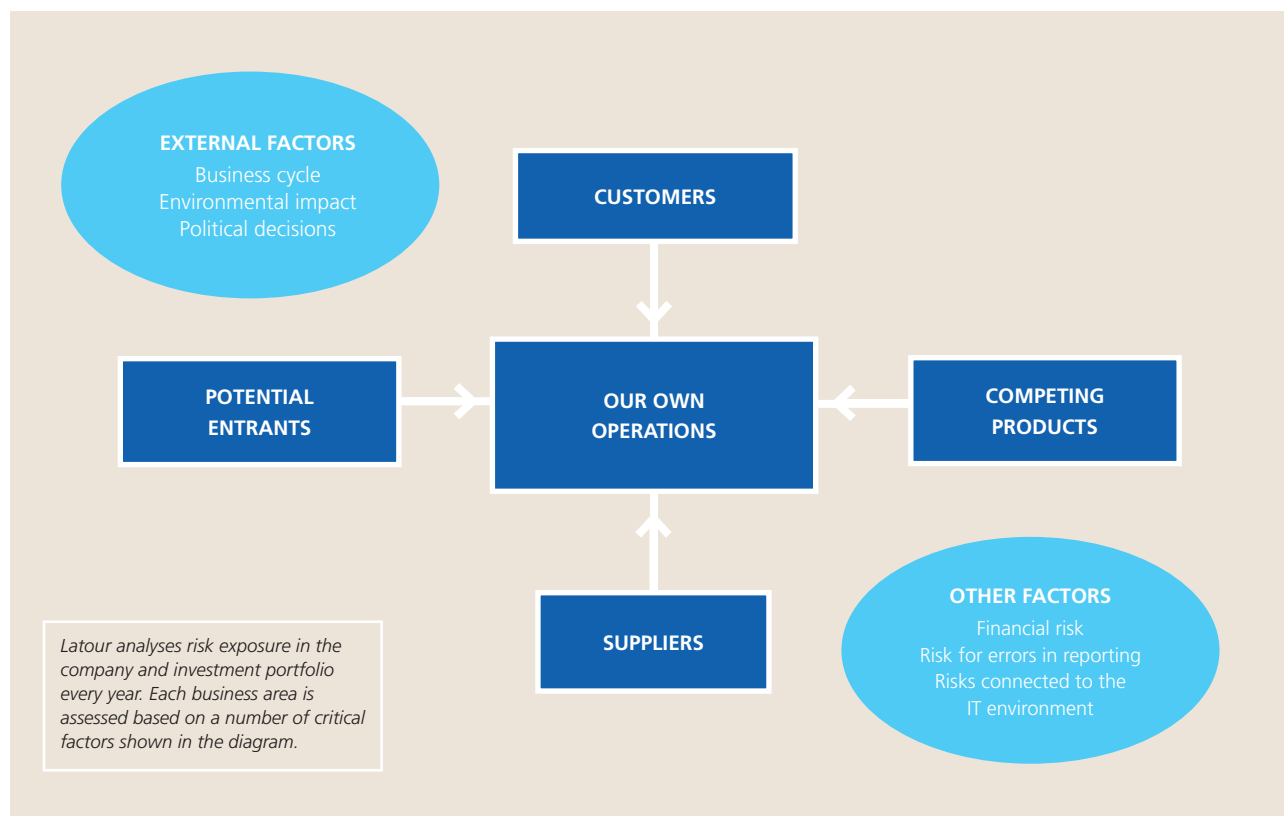 EXTERNAL FACTORS
Business cycle
Environmental impact
Political decisions
CUSTOMERS
POTENTIAL
ENTRANTS
OUR OWN
OPERATIONS
COMPETING
PRODUCTS
SUPPLIERS
OTHER FACTORS
Financial risk
Risk for errors in reporting
Risks connected to the
IT environment
Latour analyses risk exposure in the
company and investment portfolio
every year. Each business area is
assessed based on a number of critical
factors shown in the diagram.